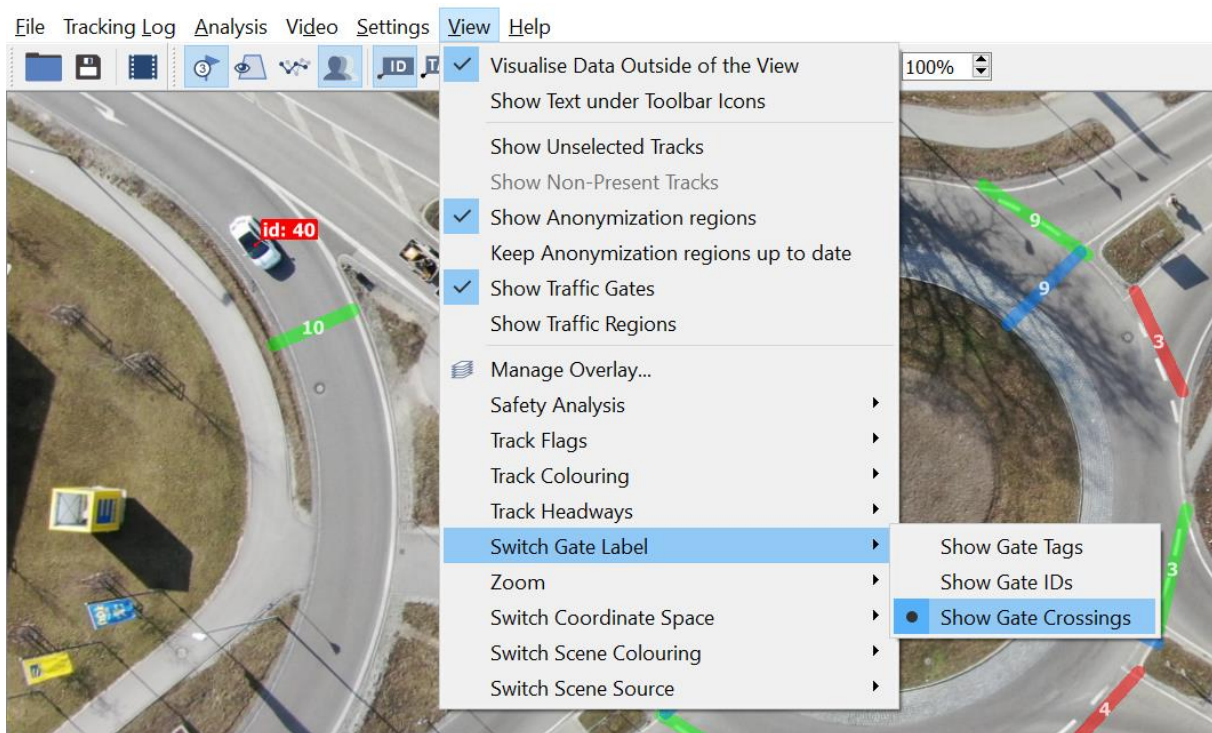 File Tracking Log Analysis Video Settings View Help
3
ID
100%
Visualise Data Outside of the View
Show Text under Toolbar Icons
Show Unselected Tracks
Show Non-Present Tracks
Show Anonymization regions
Keep Anonymization regions up to date
Show Traffic Gates
Show Traffic Regions
Manage Overlay...
Safety Analysis
Track Flags
Track Colouring
Track Headways
Switch Gate Label
Zoom
Switch Coordinate Space
Switch Scene Colouring
Switch Scene Source
Show Gate Tags
Show Gate IDs
Show Gate Crossings
id: 40
10
9
9
3
3
4